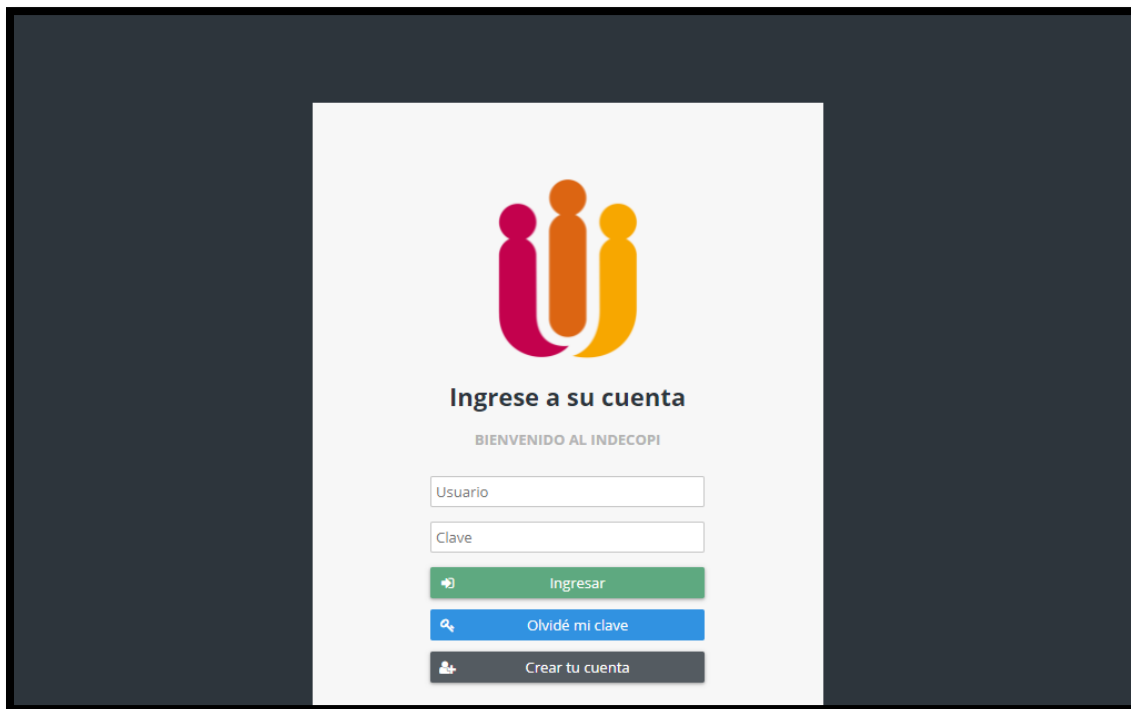 Ingrese a su cuenta
BIENVENIDO AL INDECOPI
Usuario
Clave
Ingresar
Olvidé mi clave
Crear tu cuenta